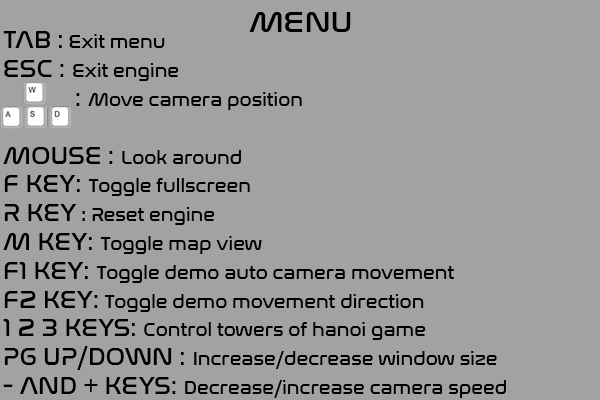 MENU
TAB : Exit menu
ESC : Exit engine
W
A S D : Move camera position
MOUSE : Look around
F KEY: Toggle fullscreen
R KEY : Reset engine
M KEY: Toggle map view
F1 KEY: Toggle demo auto camera movement
F2 KEY: Toggle demo movement direction
1 2 3 KEYS: Control towers of hanoi game
PG UP/DOWN : Increase/decrease window size
- AND + KEYS: Decrease/increase camera speed